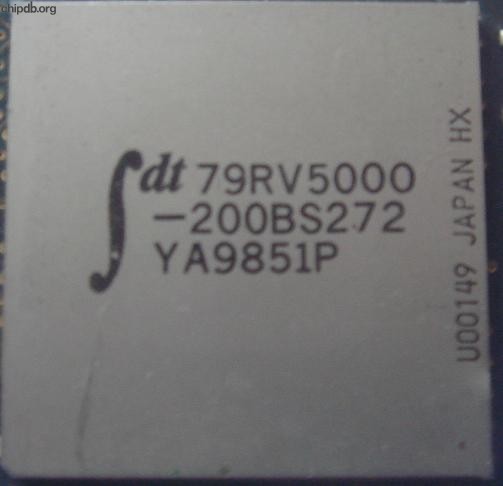 chipdb.org
∫dt 79RV5000
-200BS272
YA9851P
U00149 JAPAN HX